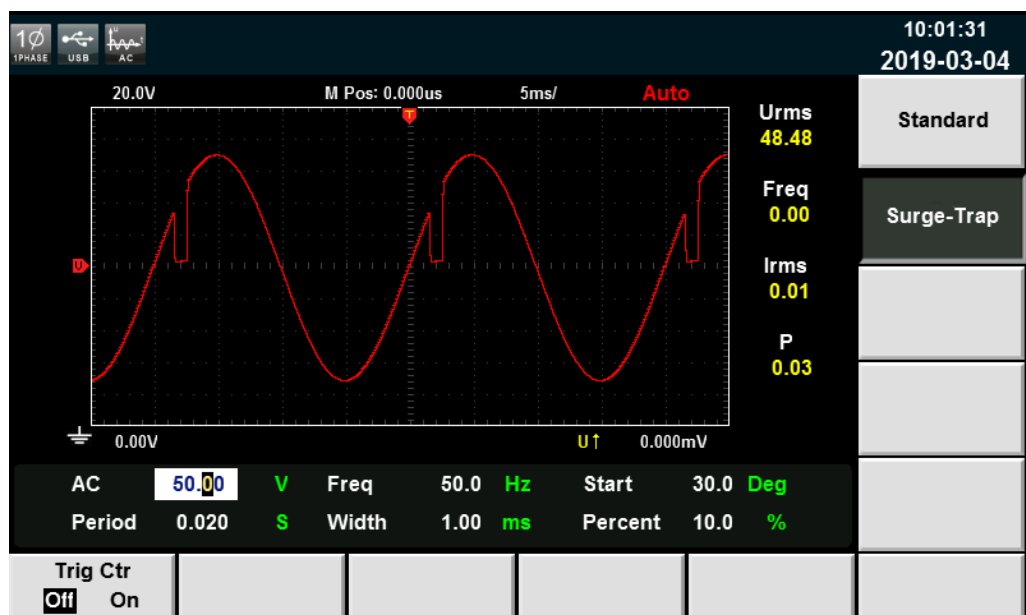 1Ø
1PHASE
USB
U
t
AC
10:01:31
2019-03-04
20.0V M Pos: 0.000us 5ms/ Auto
T
Urms
48.48
Freq
0.00
U
Irms
0.01
P
0.03
0.00V U↑ 0.000mV
Standard
Surge-Trap
AC 50.00 V Freq 50.0 Hz Start 30.0 Deg
Period 0.020 S Width 1.00 ms Percent 10.0 %
Trig Ctr
Off On